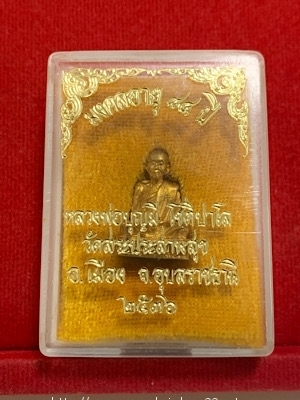 มงคลอายุ ๘๔ ปี
หลวงพ่อบุญมี โชติปาโล
วัดสระประสานสุข
อ.เมือง จ.อุบลราชธานี
๒๕๓๖